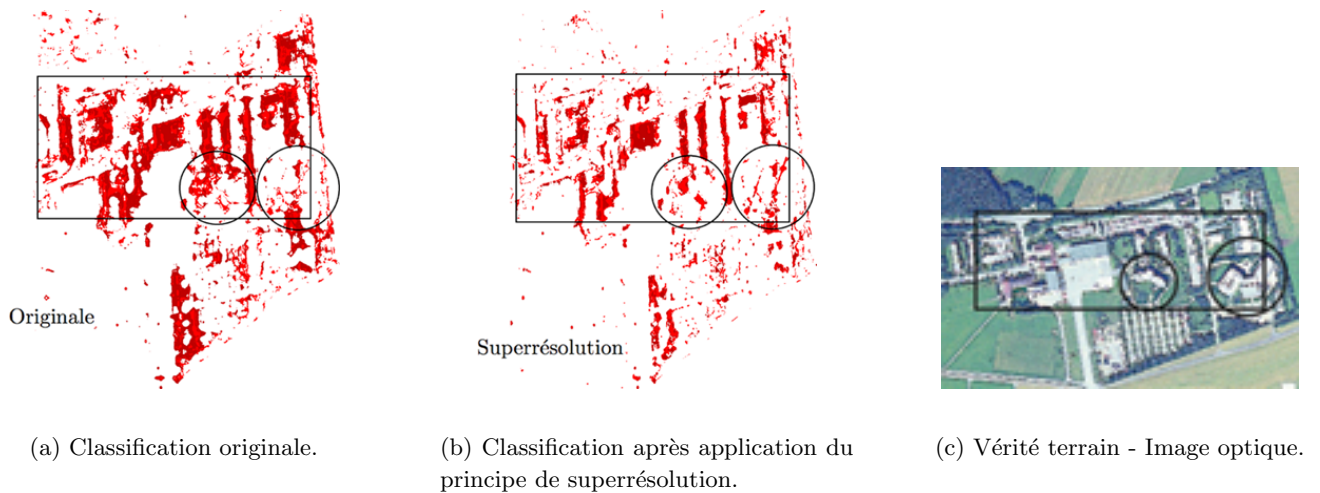 Originale
Superrésolution
(a) Classification originale.
(b) Classification après application du
principe de superrésolution.
(c) Vérité terrain - Image optique.